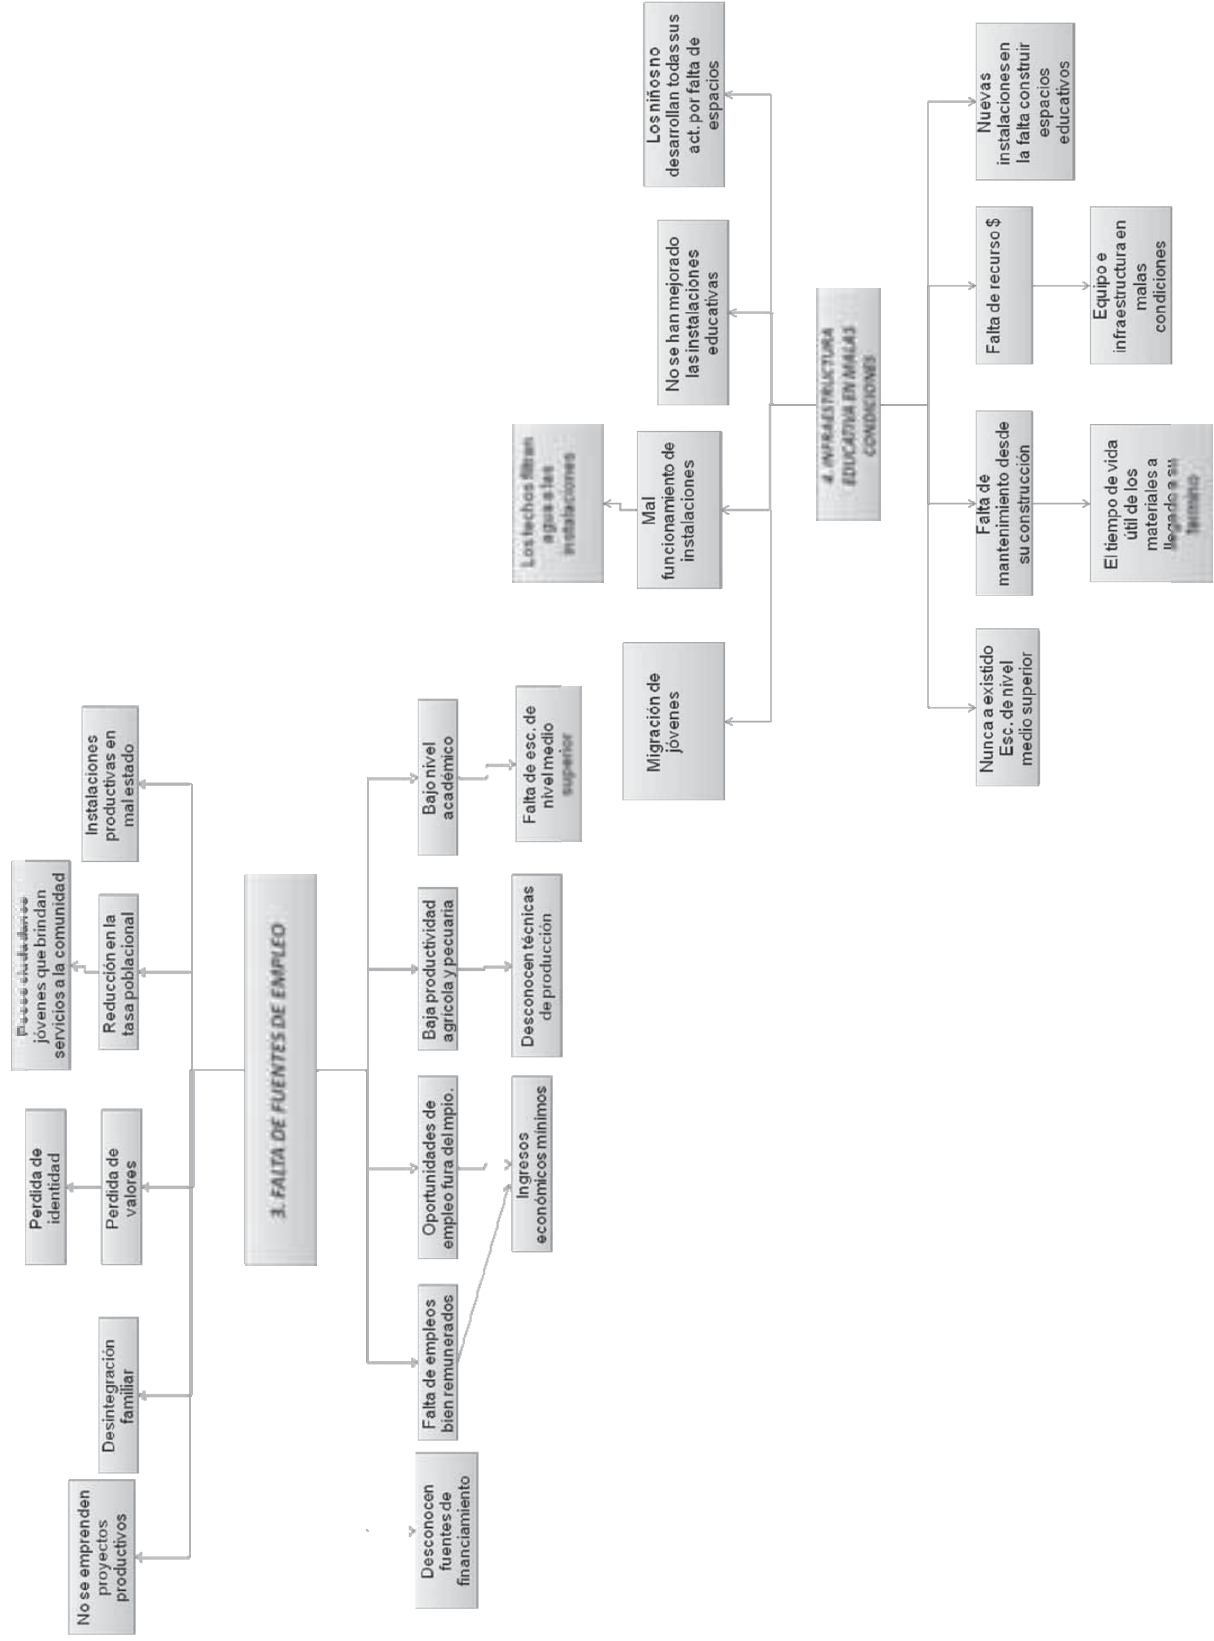 No se emprenden
proyectos
productivos
Desintegración
familiar
Perdida de
identidad
Perdida de
valores
jóvenes que brindan
servicios a la comunidad
Reducción en la
tasa poblacional
Instalaciones
productivas en
mal estado
3. FALTA DE FUENTES DE EMPLEO
Desconocen
fuentes de
financiamiento
Falta de empleos
bien remunerados
Oportunidades de
empleo fura del mpio.
Baja productividad
agrícola y pecuaria
Bajo nivel
académico
Ingresos
económicos mínimos
Desconocen técnicas
de producción
Falta de esc. de
nivel medio
superior
Migración de
jóvenes
Los techos filtran
agua a las
instalaciones
Mal
funcionamiento de
instalaciones
No se han mejorado
las instalaciones
educativas
Los niños no
desarrollan todas sus
act. por falta de
espacios
4. INFRAESTRUCTURA
EDUCATIVA EN MALAS
CONDICIONES
Nunca a existido
Esc. de nivel
medio superior
Falta de
mantenimiento desde
su construcción
Falta de recurso $
Nuevas
instalaciones en
la falta construir
espacios
educativos
El tiempo de vida
útil de los
materiales a
llegado a su
termino
Equipo e
infraestructura en
malas
condiciones